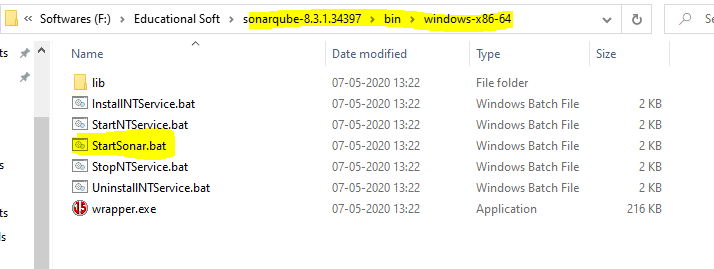 « Softwares (F:) > Educational Soft > sonarqube-8.3.1.34397 > bin > windows-x86-64
Name Date modified Type Size
lib 07-05-2020 13:22 File folder
InstallNTService.bat 07-05-2020 13:22 Windows Batch File 2 KB
StartNTService.bat 07-05-2020 13:22 Windows Batch File 2 KB
StartSonar.bat 07-05-2020 13:22 Windows Batch File 2 KB
StopNTService.bat 07-05-2020 13:22 Windows Batch File 2 KB
UninstallNTService.bat 07-05-2020 13:22 Windows Batch File 2 KB
wrapper.exe 07-05-2020 13:22 Application 216 KB